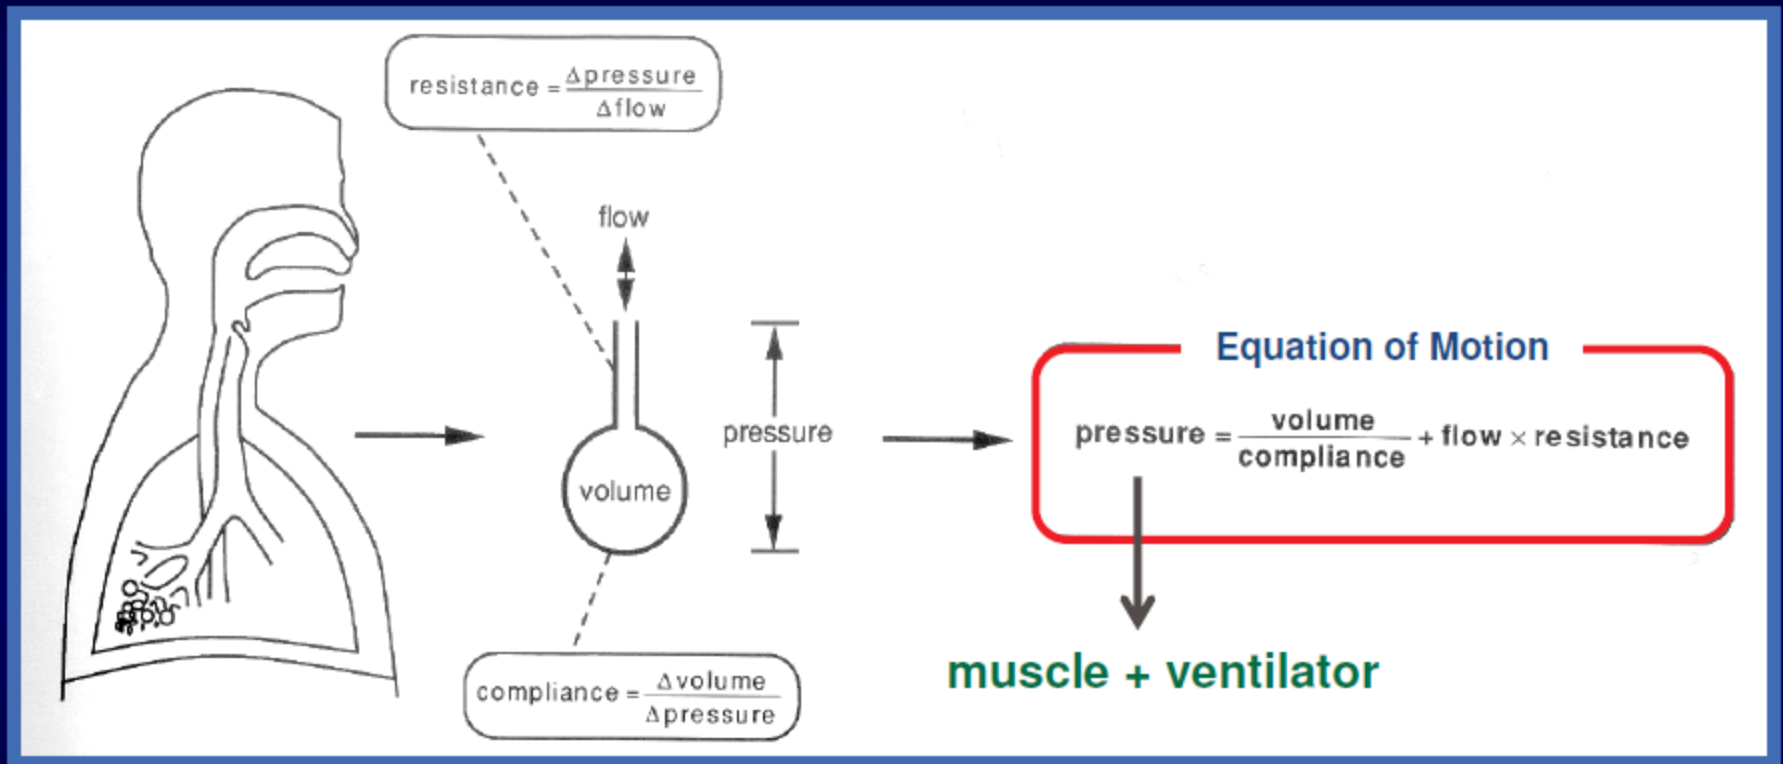 resistance = Δpressure / Δflow
flow
pressure
volume
compliance = Δvolume / Δpressure
Equation of Motion
pressure = volume / compliance + flow × resistance
muscle + ventilator